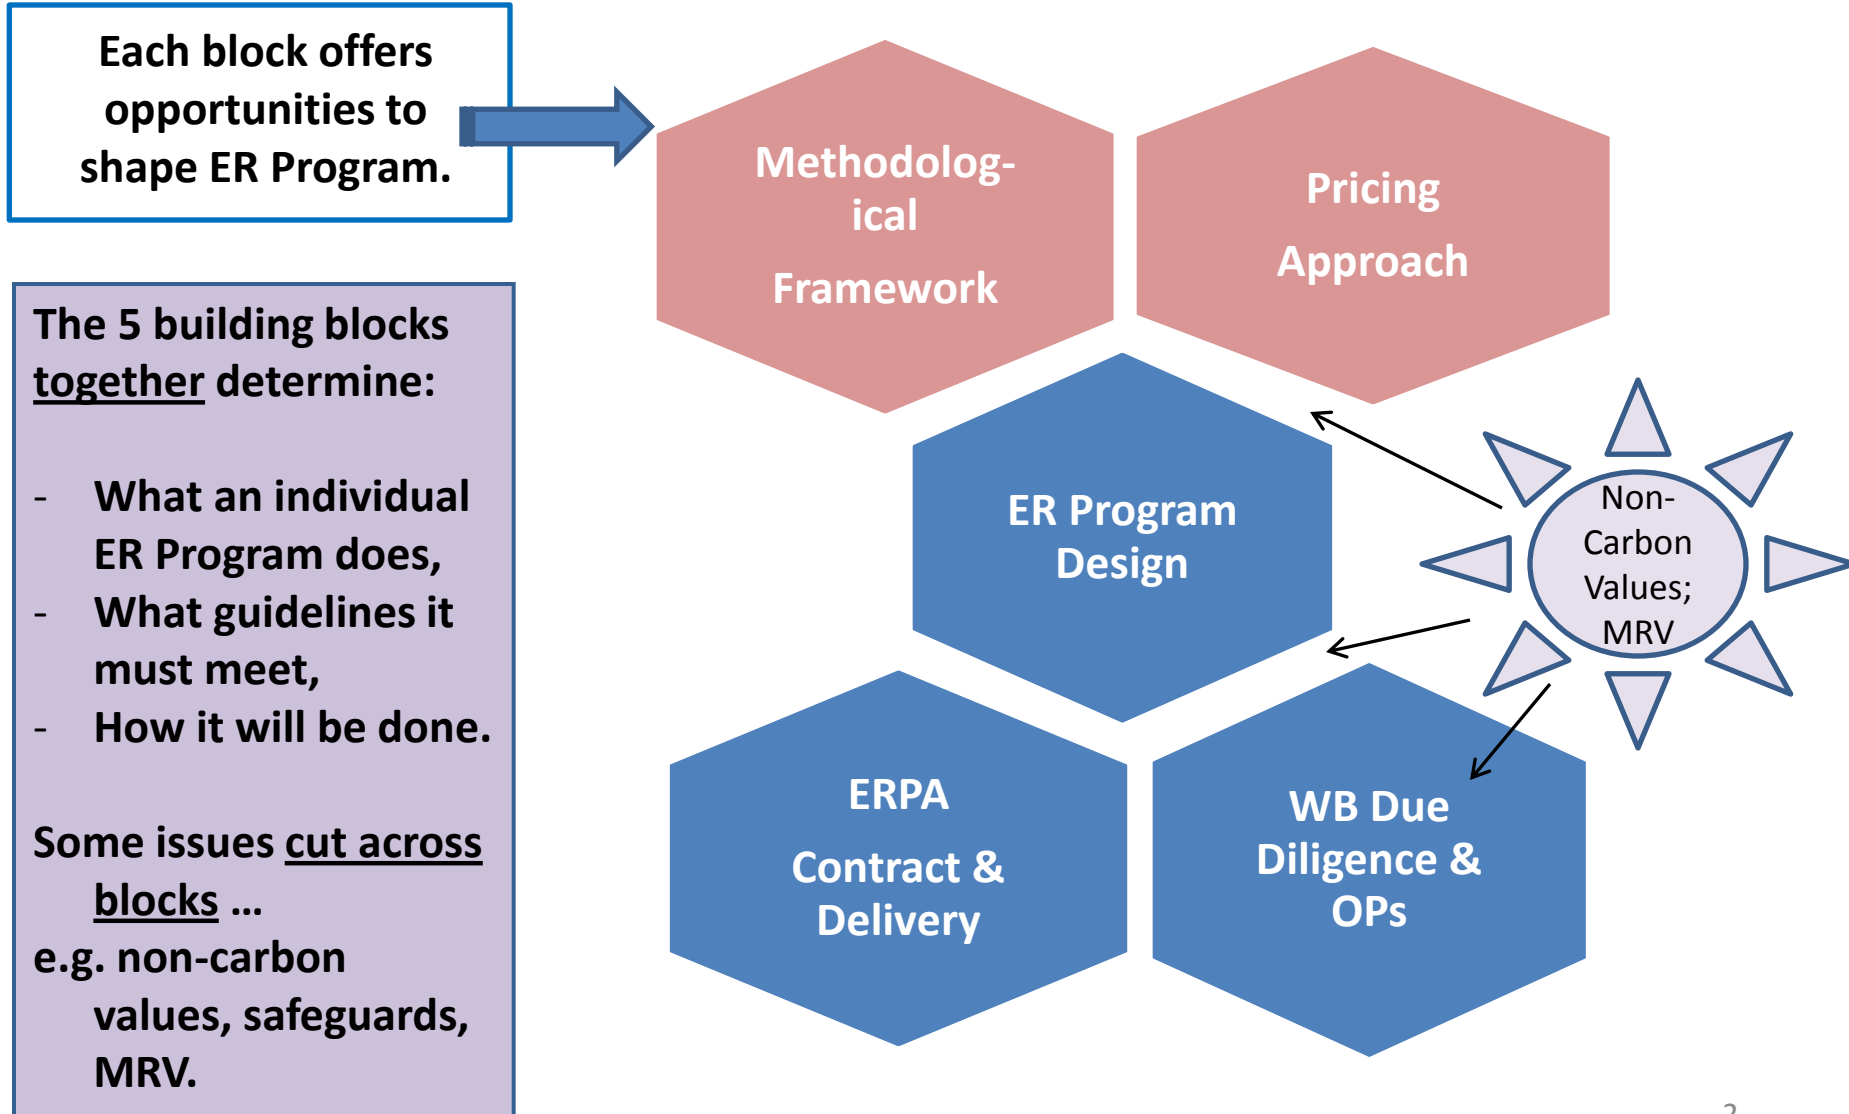 Each block offers
opportunities to
shape ER Program.
The 5 building blocks
together determine:
- What an individual
ER Program does,
- What guidelines it
must meet,
- How it will be done.
Some issues cut across
blocks ...
e.g. non-carbon
values, safeguards,
MRV.
Methodolog-
ical
Framework
Pricing
Approach
ER Program
Design
Non-
Carbon
Values;
MRV
ERPA
Contract &
Delivery
WB Due
Diligence &
OPs
2